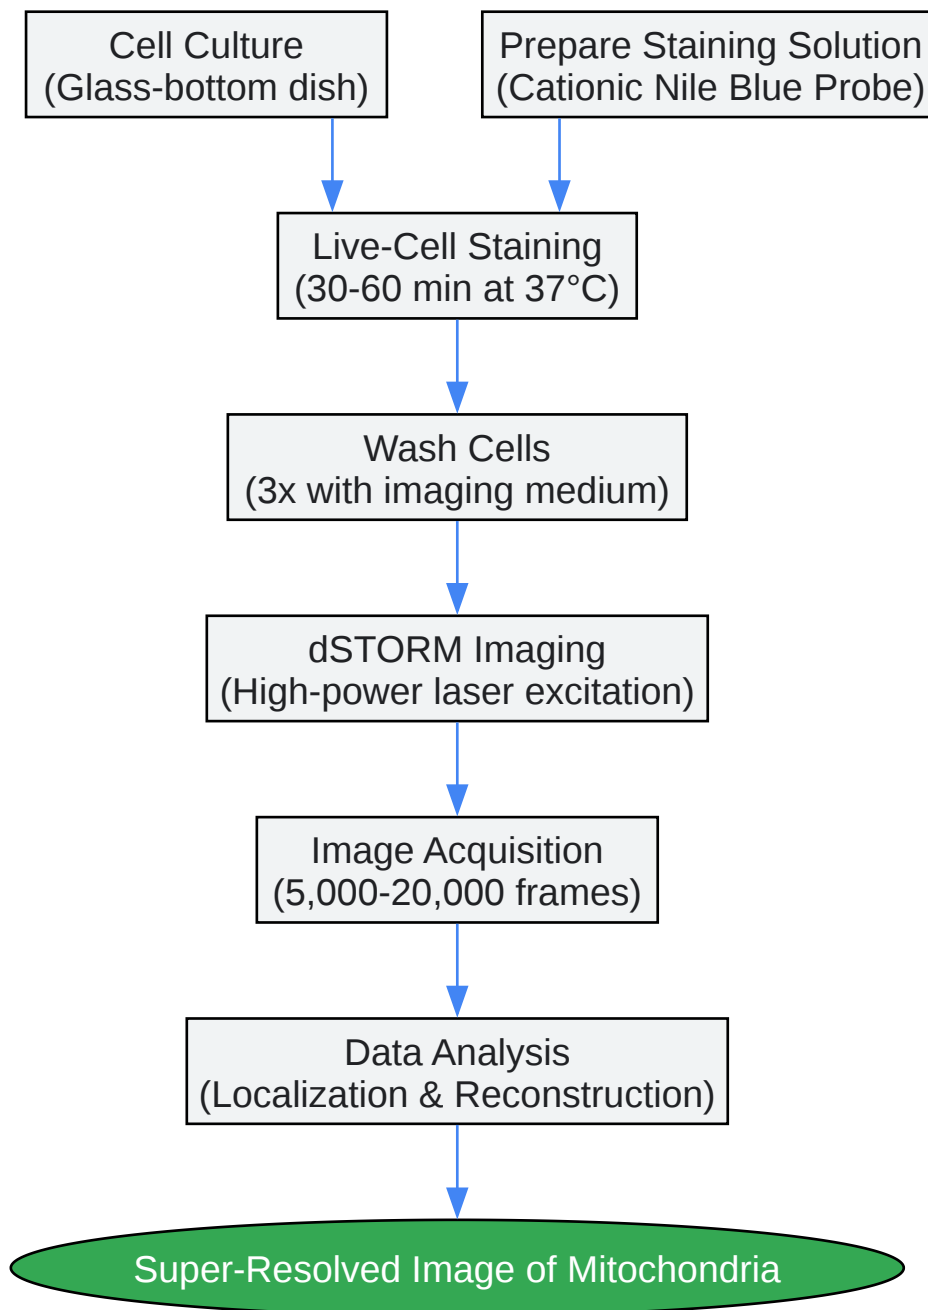 Cell Culture
(Glass-bottom dish)
Prepare Staining Solution
(Cationic Nile Blue Probe)
Live-Cell Staining
(30-60 min at 37°C)
Wash Cells
(3x with imaging medium)
dSTORM Imaging
(High-power laser excitation)
Image Acquisition
(5,000-20,000 frames)
Data Analysis
(Localization & Reconstruction)
Super-Resolved Image of Mitochondria